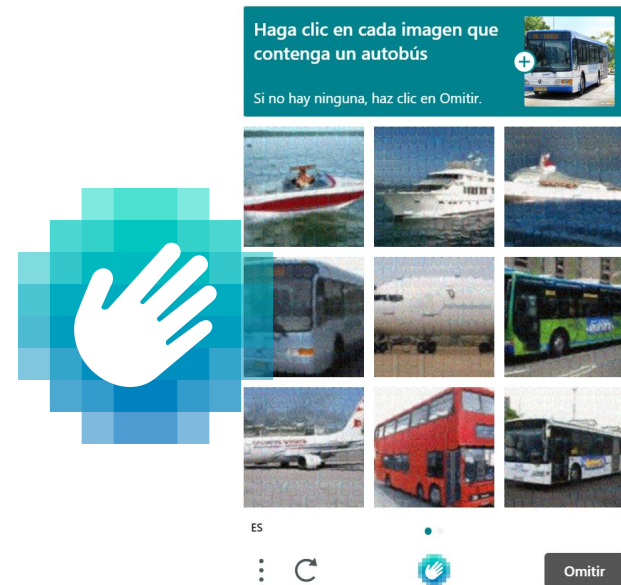 Haga clic en cada imagen que
contenga un autobús
Si no hay ninguna, haz clic en Omitir.
ES
Omitir